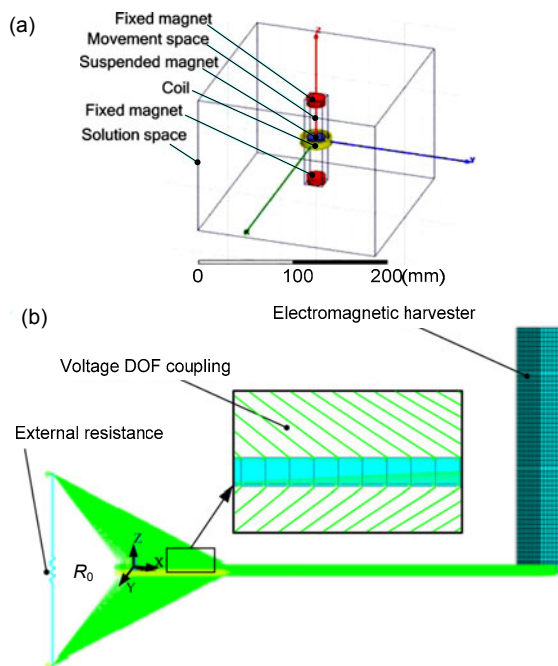 (a)
Fixed magnet
Movement space
Suspended magnet
Coil
Fixed magnet
Solution space
z
0
100
200(mm)
(b)
Electromagnetic harvester
Voltage DOF coupling
External resistance
R0
Z
X
Y